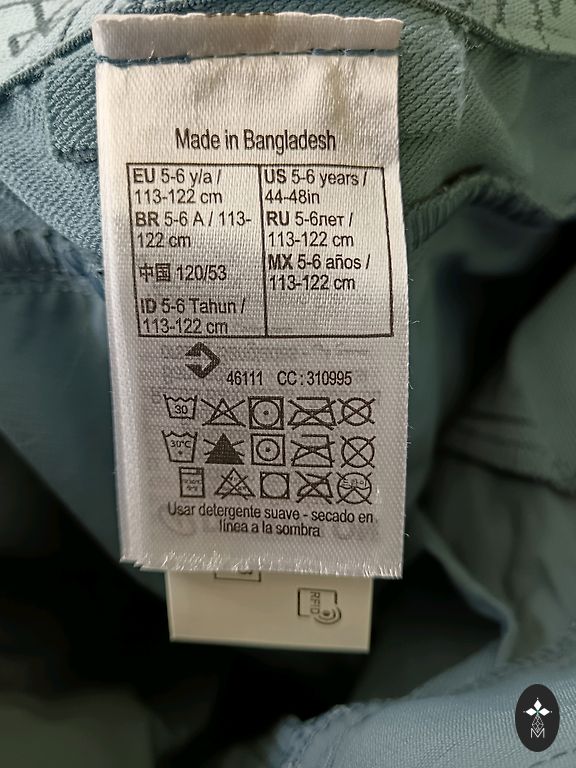 Made in Bangladesh
EU 5-6 y/a /
113-122 cm
BR 5-6 A / 113-
122 cm
中国 120/53
ID 5-6 Tahun /
113-122 cm
US 5-6 years /
44-48in
RU 5-6лет /
113-122 cm
MX 5-6 años /
113-122 cm
46111 CC : 310995
30
30°C
Usar detergente suave - secado en
línea a la sombra
RFID
M